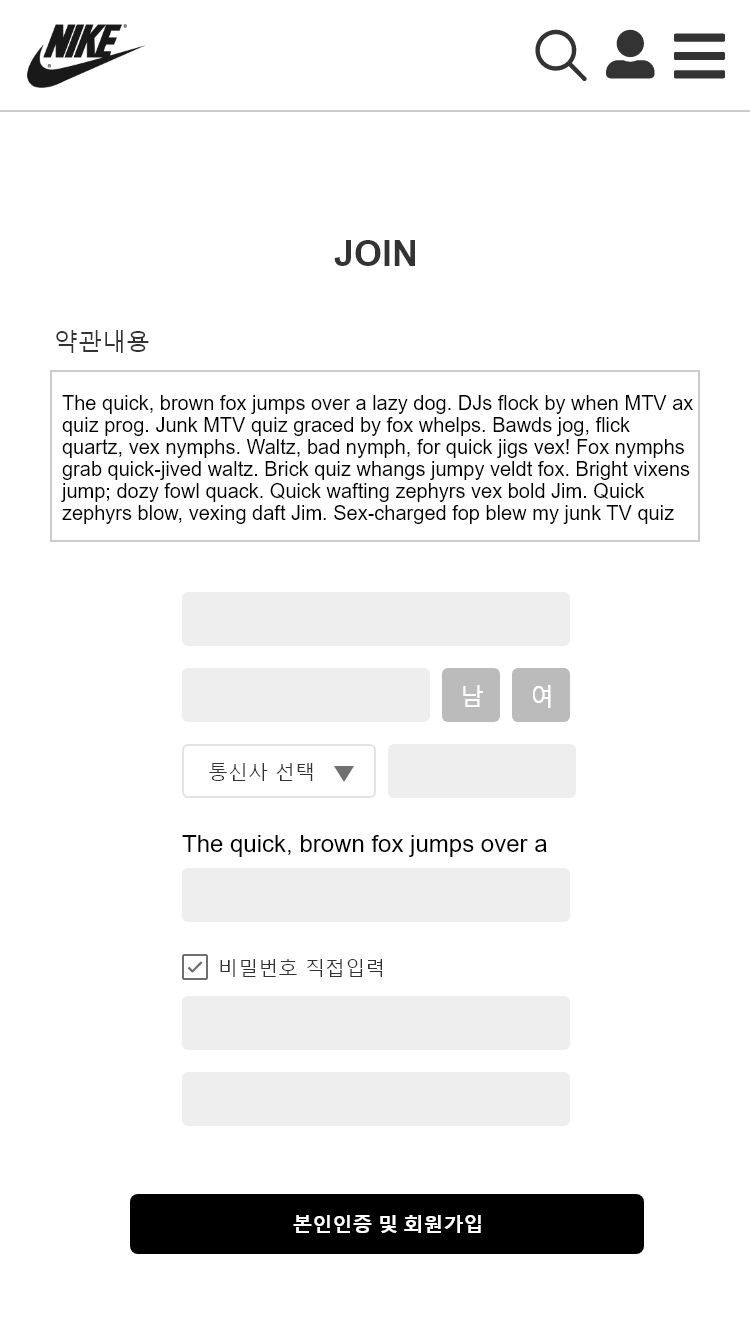 NIKE
JOIN
약관내용
The quick, brown fox jumps over a lazy dog. DJs flock by when MTV ax
quiz prog. Junk MTV quiz graced by fox whelps. Bawds jog, flick
quartz, vex nymphs. Waltz, bad nymph, for quick jigs vex! Fox nymphs
grab quick-jived waltz. Brick quiz whangs jumpy veldt fox. Bright vixens
jump; dozy fowl quack. Quick wafting zephyrs vex bold Jim. Quick
zephyrs blow, vexing daft Jim. Sex-charged fop blew my junk TV quiz
남 여
통신사 선택
The quick, brown fox jumps over a
비밀번호 직접입력
본인인증 및 회원가입